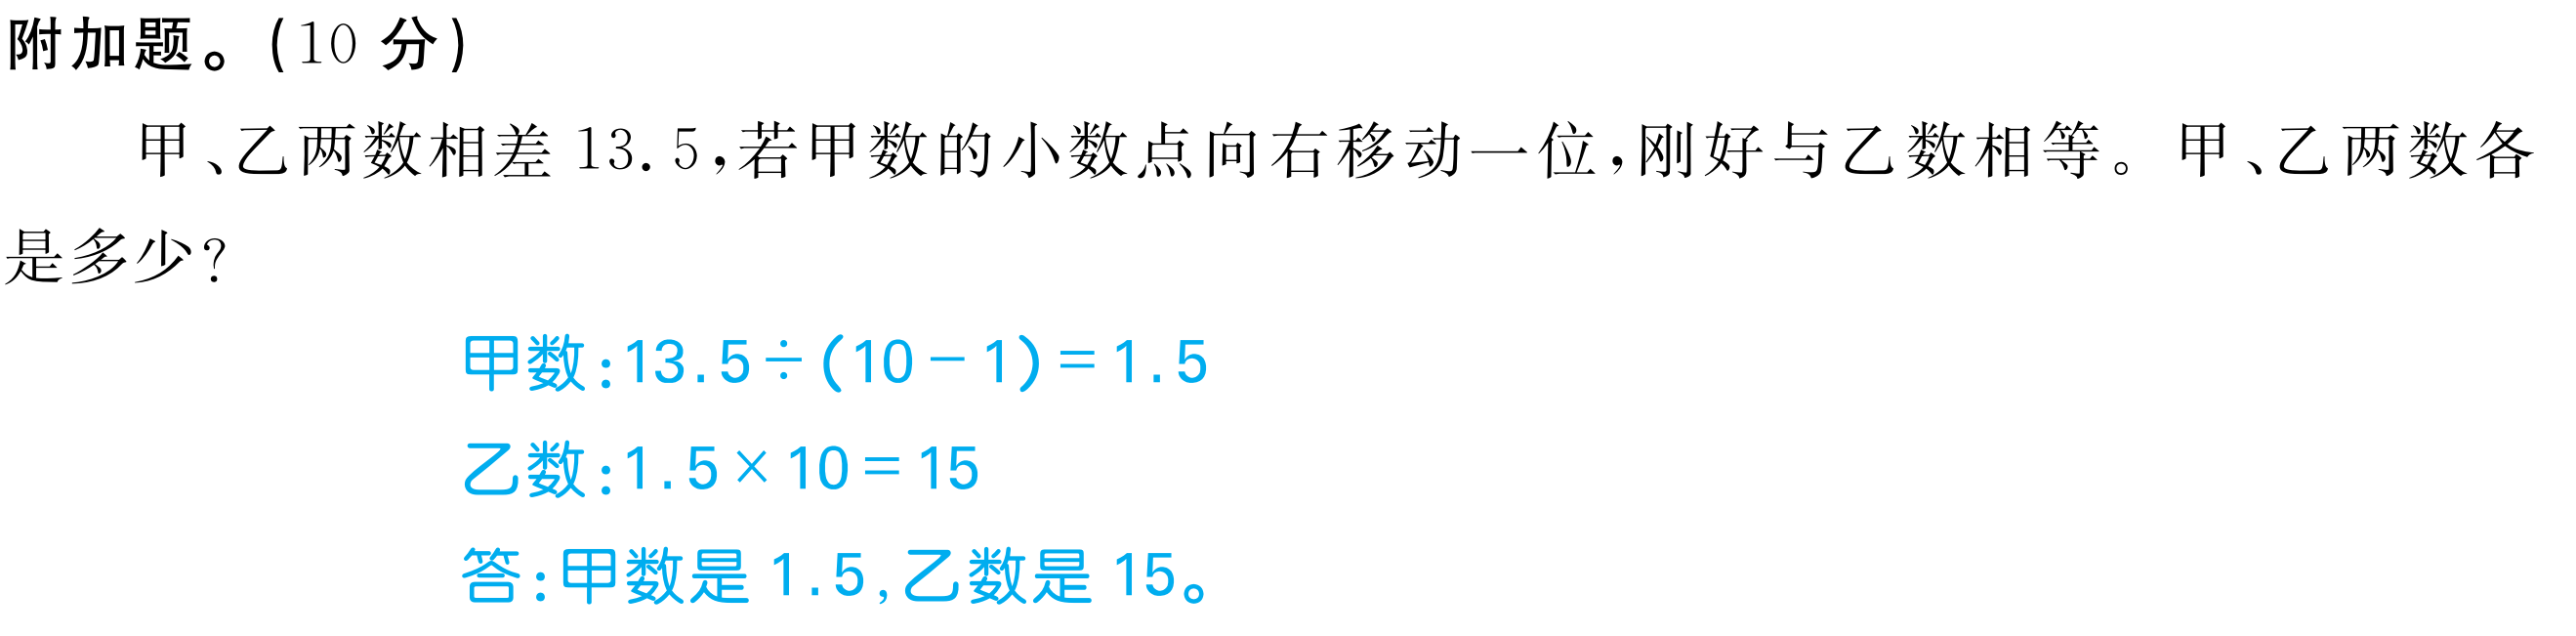 附加题。(10 分)
甲、乙两数相差 13.5,若甲数的小数点向右移动一位,刚好与乙数相等。甲、乙两数各
是多少?
甲数:13.5÷(10-1)=1.5
乙数:1.5×10=15
答:甲数是 1.5,乙数是 15。